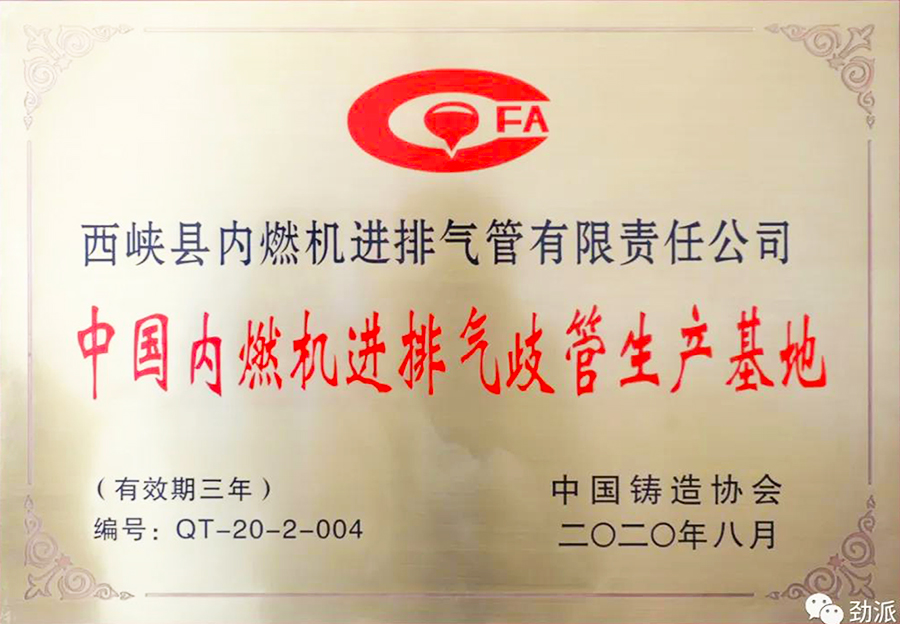 CFA
西峡县内燃机进排气管有限责任公司
中国内燃机进排气歧管生产基地
(有效期三年)
编号：QT-20-2-004
中国铸造协会
二〇二〇年八月
劲派